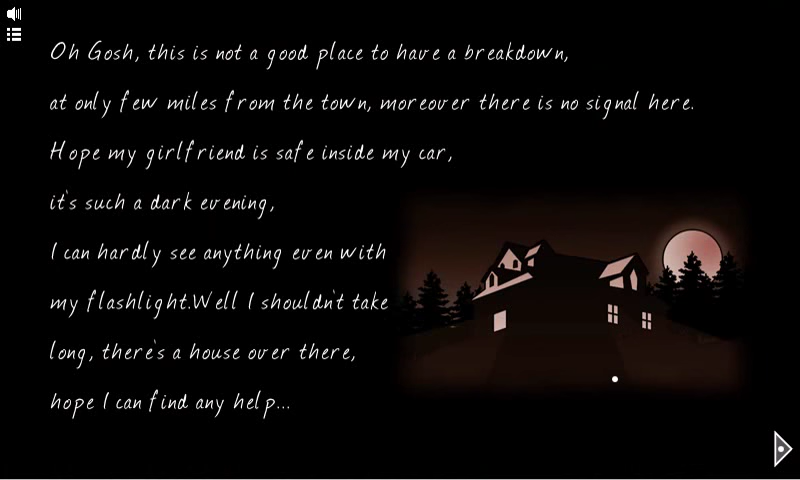 Oh Gosh, this is not a good place to have a breakdown,
at only few miles from the town, moreover there is no signal here.
Hope my girlfriend is safe inside my car,
it's such a dark evening,
I can hardly see anything even with
my flashlight.Well I shouldn't take
long, there's a house over there,
hope I can find any help...